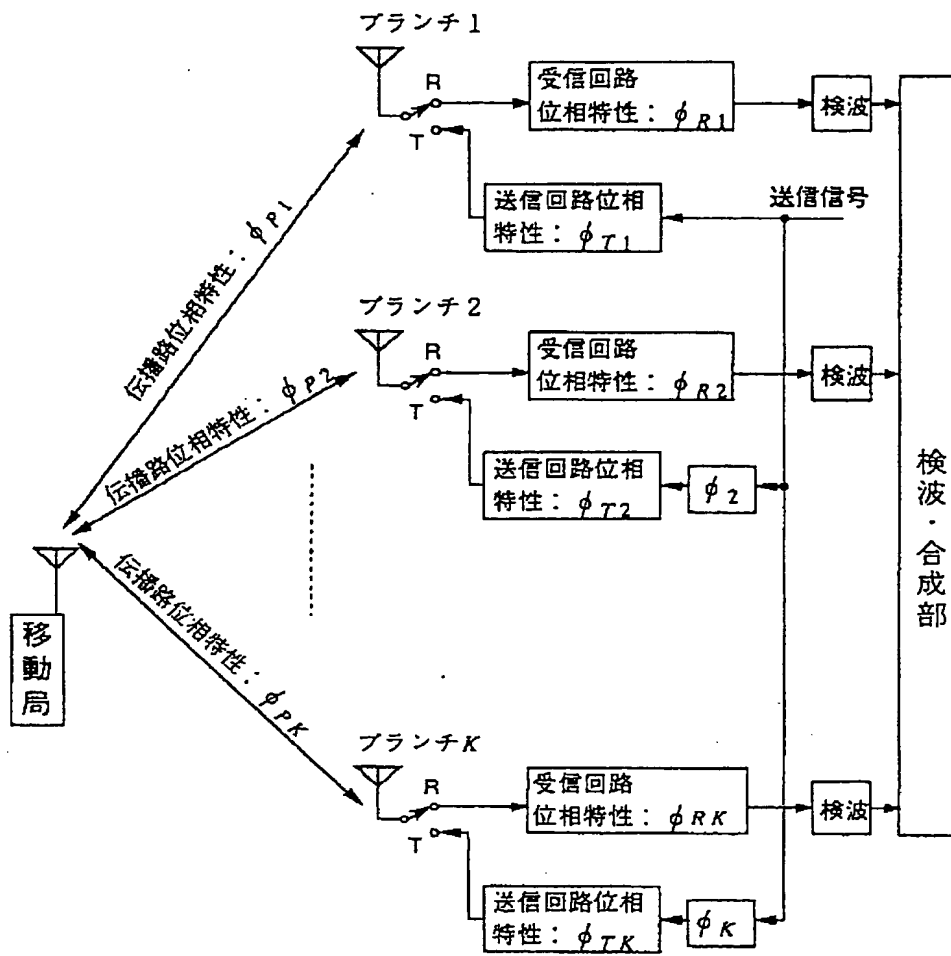 ブランチ1
R
T
受信回路
位相特性：φR1
検波
送信信号
送信回路位相
特性：φT1
伝播路位相特性：φP1
ブランチ2
R
T
受信回路
位相特性：φR2
検波
送信回路位相
特性：φT2
φ2
伝播路位相特性：φP2
検波・合成部
移動局
伝播路位相特性：φPK
ブランチK
R
T
受信回路
位相特性：φRK
検波
送信回路位相
特性：φTK
φK